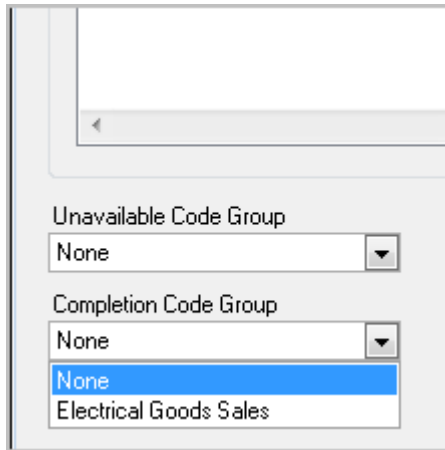 Unavailable Code Group
None
Completion Code Group
None
None
Electrical Goods Sales